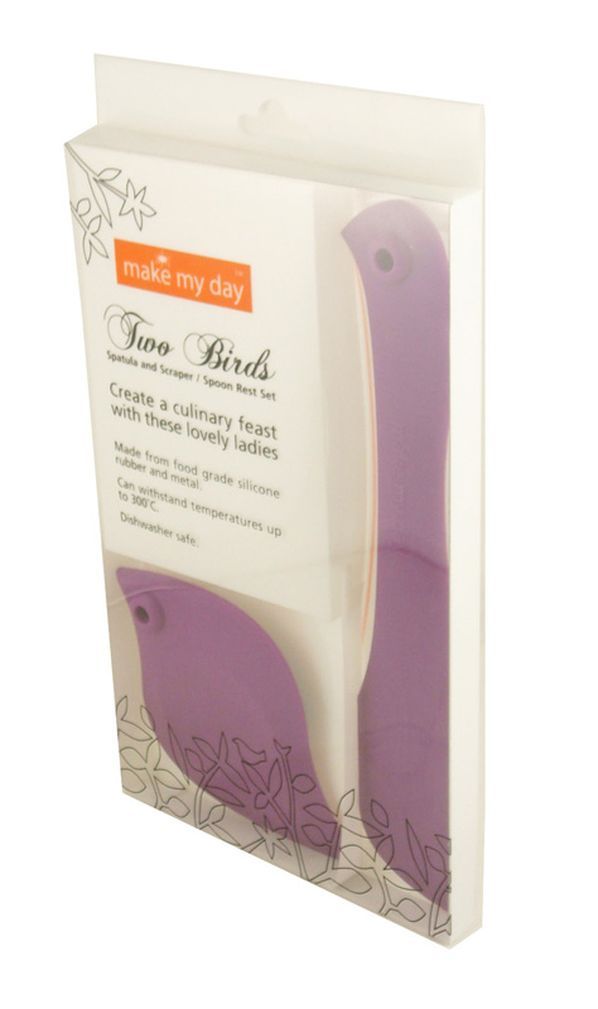 make my day™
Two Birds
Spatula and Scraper / Spoon Rest Set
Create a culinary feast
with these lovely ladies
Made from food grade silicone
rubber and metal.
Can withstand temperatures up
to 300°C.
Dishwasher safe.